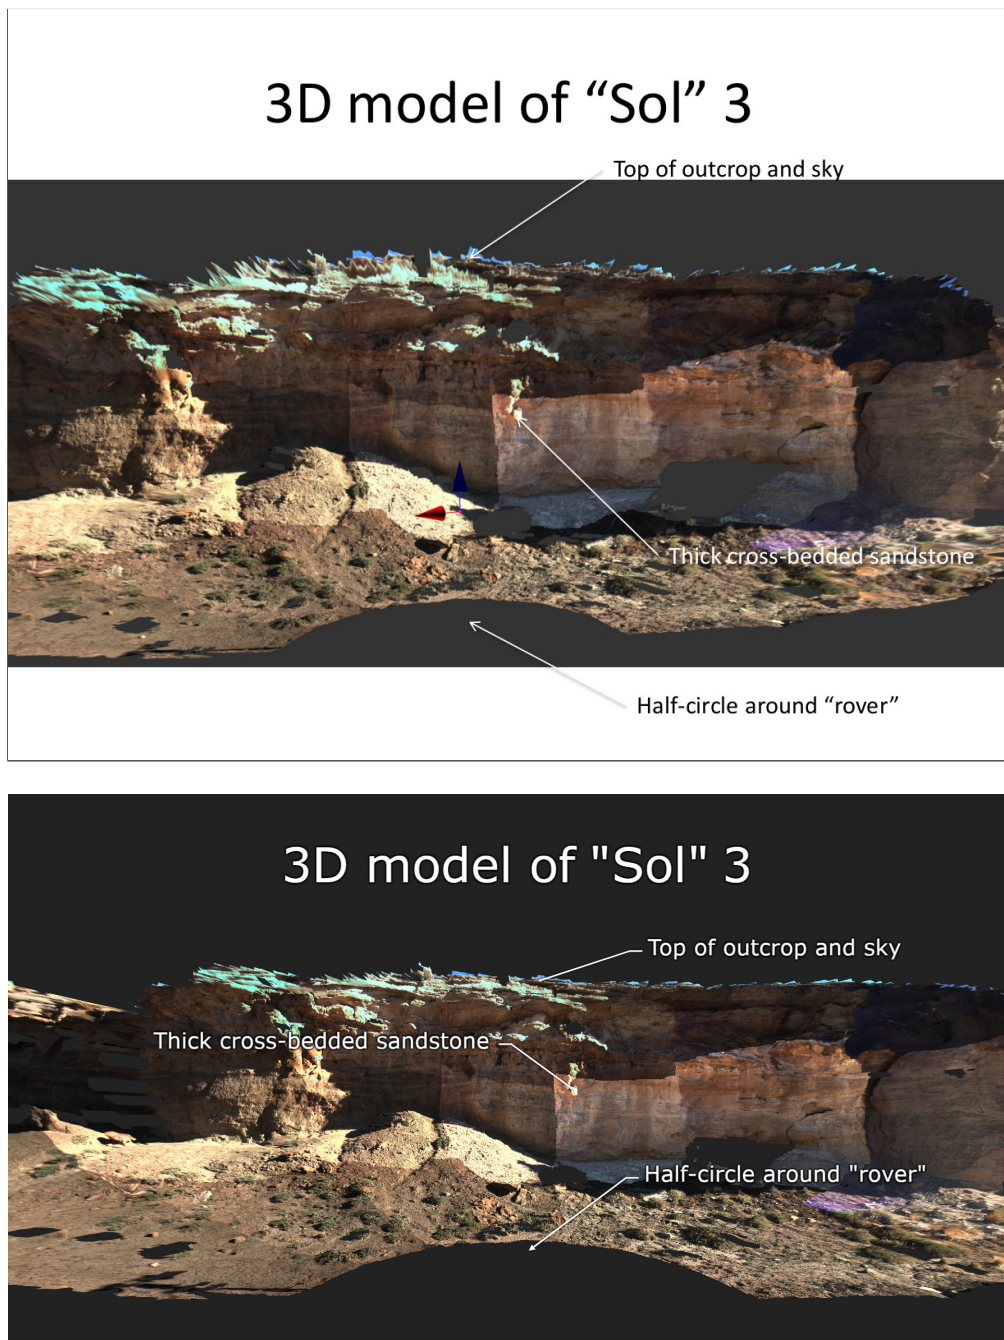 3D model of “Sol” 3
Top of outcrop and sky
Thick cross-bedded sandstone
Half-circle around “rover”
3D model of "Sol" 3
Top of outcrop and sky
Thick cross-bedded sandstone
Half-circle around "rover"